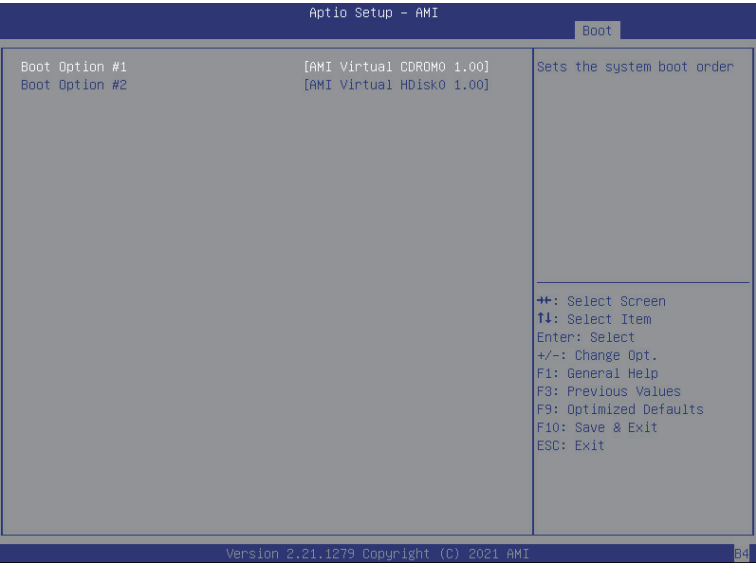 Aptio Setup – AMI
Boot
Boot Option #1 [AMI Virtual CDROM0 1.00]
Boot Option #2 [AMI Virtual HDisk0 1.00]
Sets the system boot order
→←: Select Screen
↑↓: Select Item
Enter: Select
+/-: Change Opt.
F1: General Help
F3: Previous Values
F9: Optimized Defaults
F10: Save & Exit
ESC: Exit
Version 2.21.1279 Copyright (C) 2021 AMI
B4